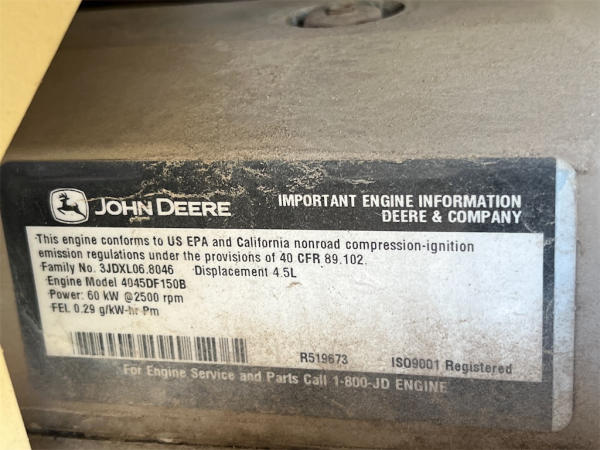 JOHN DEERE
IMPORTANT ENGINE INFORMATION
DEERE & COMPANY
This engine conforms to US EPA and California nonroad compression-ignition
emission regulations under the provisions of 40 CFR 89.102.
Family No. 3JDXL06.8046 Displacement 4.5L
Engine Model 4045DF150B
Power: 60 kW @2500 rpm
FEL 0.29 g/kW-hr Pm
R519673 ISO9001 Registered
For Engine Service and Parts Call 1-800-JD ENGINE